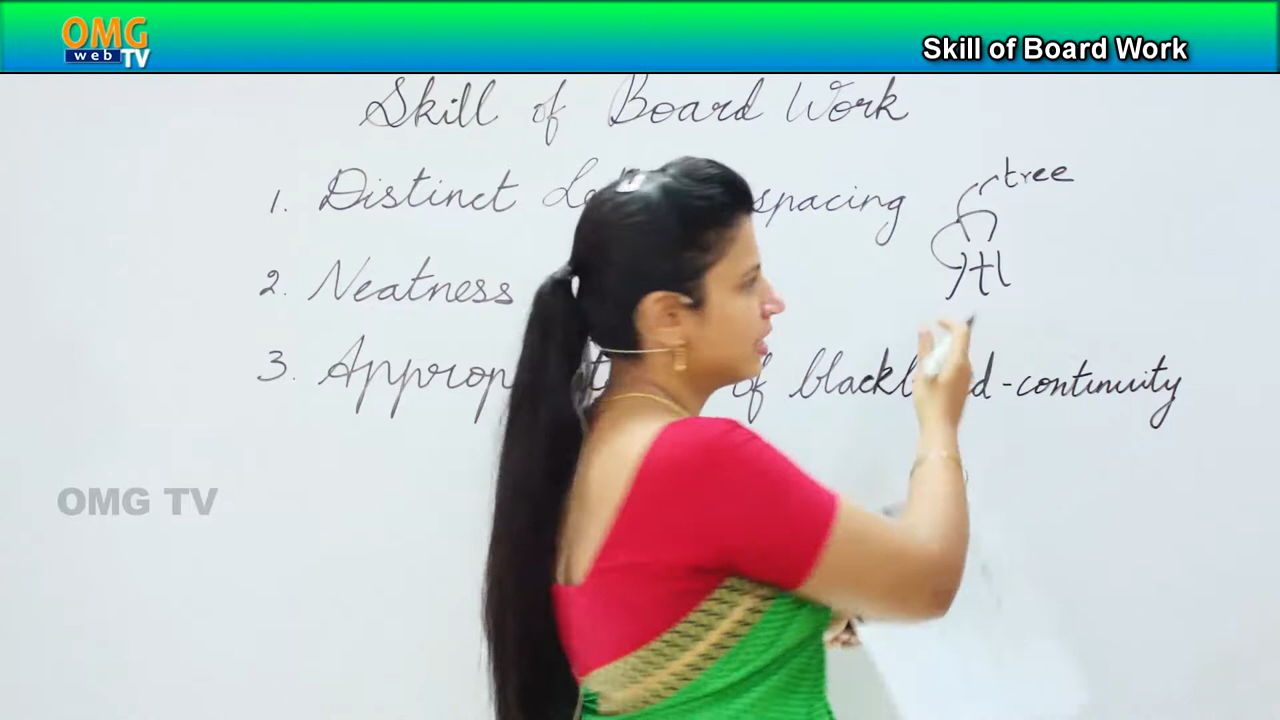 OMG
web TV
Skill of Board Work
Skill of Board Work
tree
1. Distinct spacing
2. Neatness
3. of -continuity
OMG TV